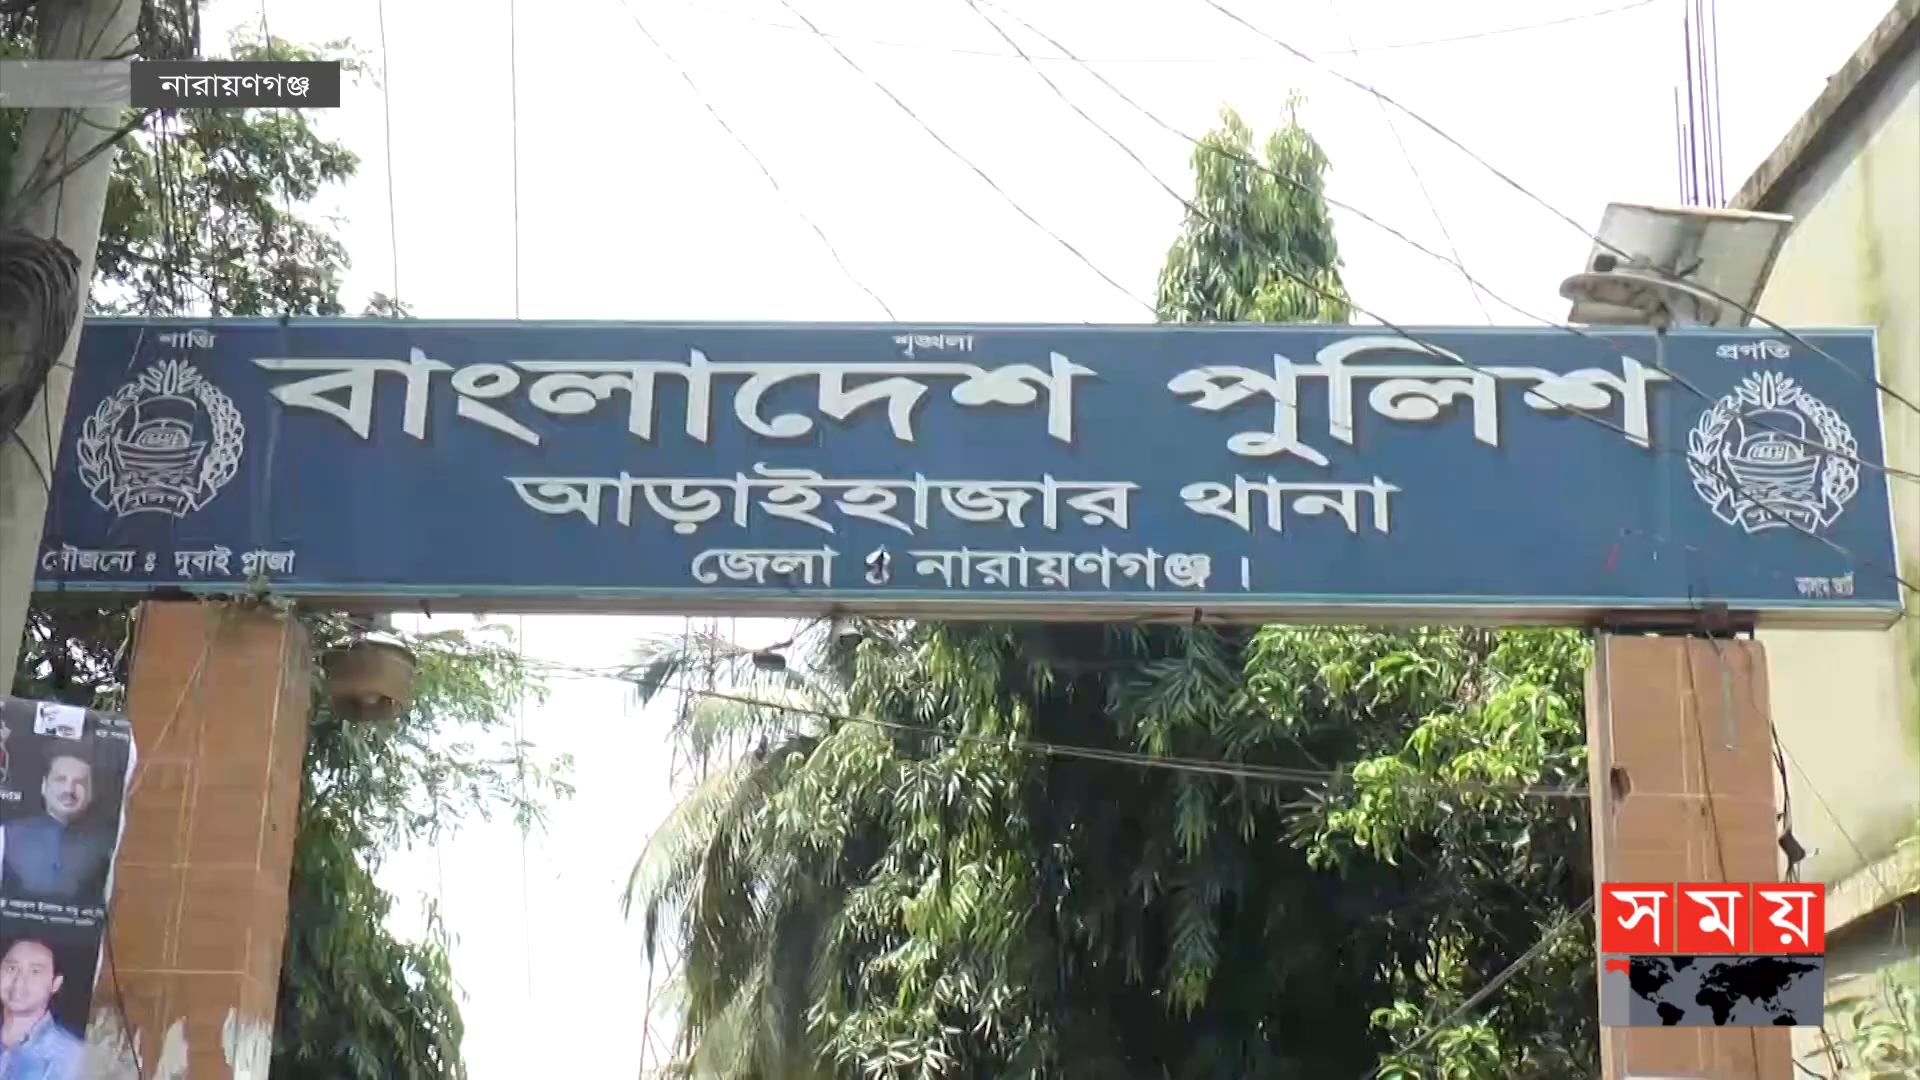 নারায়ণগঞ্জ
শান্তি
শৃঙ্খলা
প্রগতি
বাংলাদেশ পুলিশ
পুলিশ
পুলিশ
আড়াইহাজার থানা
জেলা ঃ নারায়ণগঞ্জ।
সৌজন্যে ঃ দুবাই প্লাজা
সময়